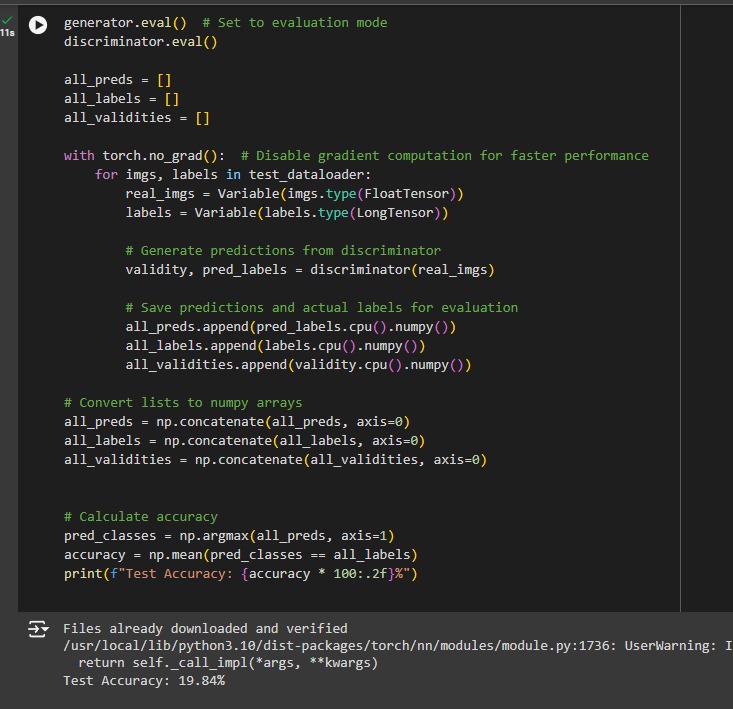 11s
generator.eval()  # Set to evaluation mode
discriminator.eval()
all_preds = []
all_labels = []
all_validities = []
with torch.no_grad():  # Disable gradient computation for faster performance
    for imgs, labels in test_dataloader:
        real_imgs = Variable(imgs.type(FloatTensor))
        labels = Variable(labels.type(LongTensor))
        # Generate predictions from discriminator
        validity, pred_labels = discriminator(real_imgs)
        # Save predictions and actual labels for evaluation
        all_preds.append(pred_labels.cpu().numpy())
        all_labels.append(labels.cpu().numpy())
        all_validities.append(validity.cpu().numpy())
# Convert lists to numpy arrays
all_preds = np.concatenate(all_preds, axis=0)
all_labels = np.concatenate(all_labels, axis=0)
all_validities = np.concatenate(all_validities, axis=0)
# Calculate accuracy
pred_classes = np.argmax(all_preds, axis=1)
accuracy = np.mean(pred_classes == all_labels)
print(f"Test Accuracy: {accuracy * 100:.2f}%")
Files already downloaded and verified
/usr/local/lib/python3.10/dist-packages/torch/nn/modules/module.py:1736: UserWarning: I
  return self._call_impl(*args, **kwargs)
Test Accuracy: 19.84%